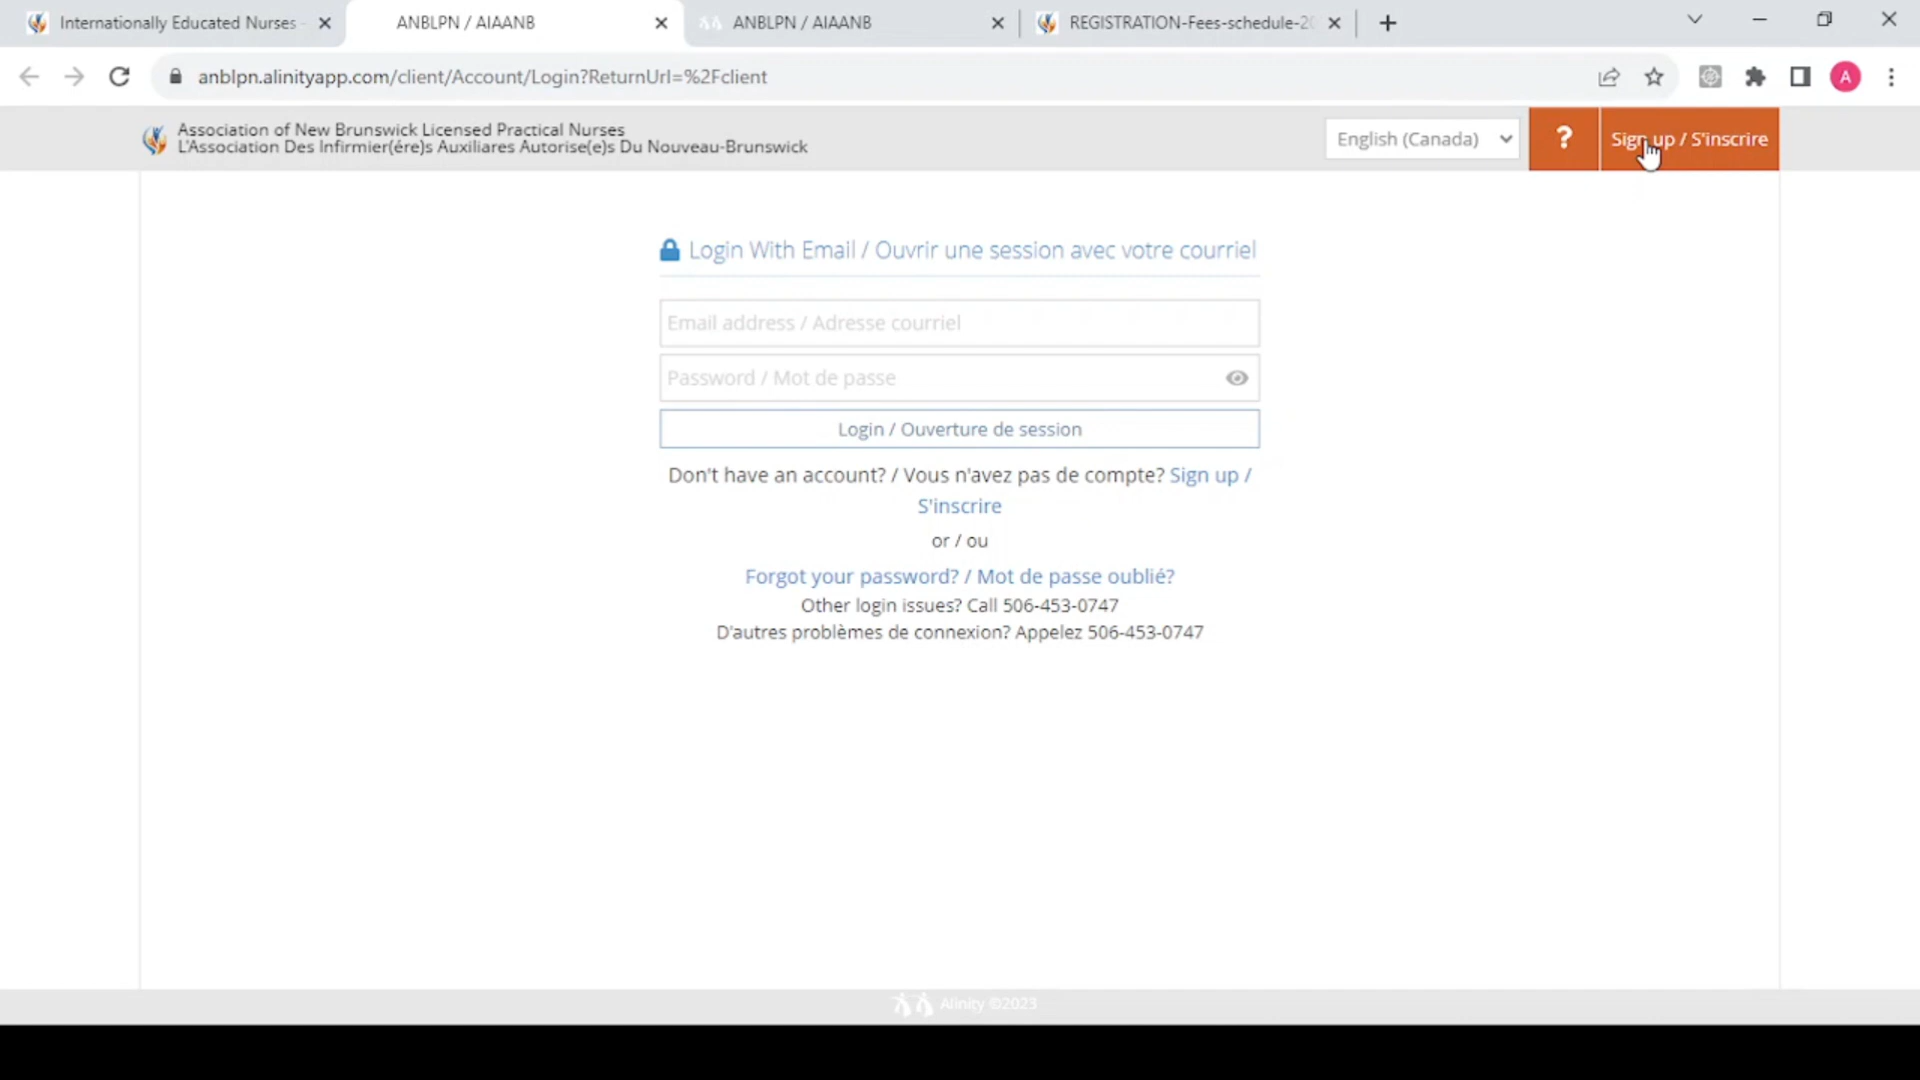 Internationally Educated Nurses
ANBLPN / AIAANB
ANBLPN / AIAANB
REGISTRATION-Fees-schedule-20
anblpn.alinityapp.com/client/Account/Login?ReturnUrl=%2Fclient
A
Association of New Brunswick Licensed Practical Nurses
L'Association Des Infirmier(ére)s Auxiliares Autorise(e)s Du Nouveau-Brunswick
English (Canada)
?
Sign up / S'inscrire
Login With Email / Ouvrir une session avec votre courriel
Email address / Adresse courriel
Password / Mot de passe
Login / Ouverture de session
Don't have an account? / Vous n'avez pas de compte? Sign up /
S'inscrire
or / ou
Forgot your password? / Mot de passe oublié?
Other login issues? Call 506-453-0747
D'autres problèmes de connexion? Appelez 506-453-0747
Alinity ©2023